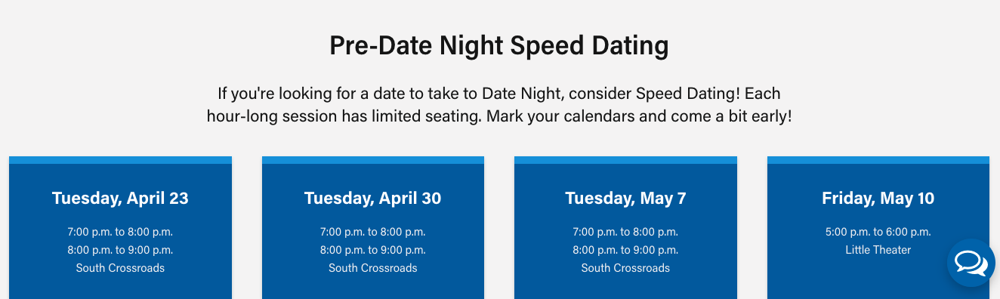 Pre-Date Night Speed Dating
If you're looking for a date to take to Date Night, consider Speed Dating! Each
hour-long session has limited seating. Mark your calendars and come a bit early!
Tuesday, April 23
7:00 p.m. to 8:00 p.m.
8:00 p.m. to 9:00 p.m.
South Crossroads
Tuesday, April 30
7:00 p.m. to 8:00 p.m.
8:00 p.m. to 9:00 p.m.
South Crossroads
Tuesday, May 7
7:00 p.m. to 8:00 p.m.
8:00 p.m. to 9:00 p.m.
South Crossroads
Friday, May 10
5:00 p.m. to 6:00 p.m.
Little Theater